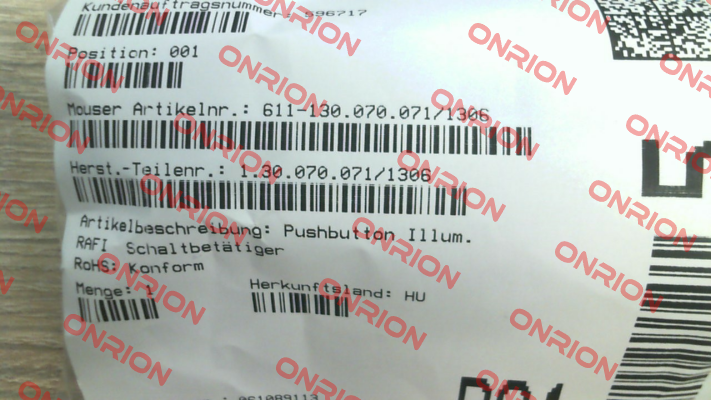 Kundenauftragsnummer: 596717
Position: 001
Mouser Artikelnr.: 611-130.070.071/1306
Herst.-Teilenr.: 1.30.070.071/1306
Artikelbeschreibung: Pushbutton Illum.
RAFI Schaltbetätiger
RoHS: Konform
Menge: 1
Herkunftsland: HU
ONRION